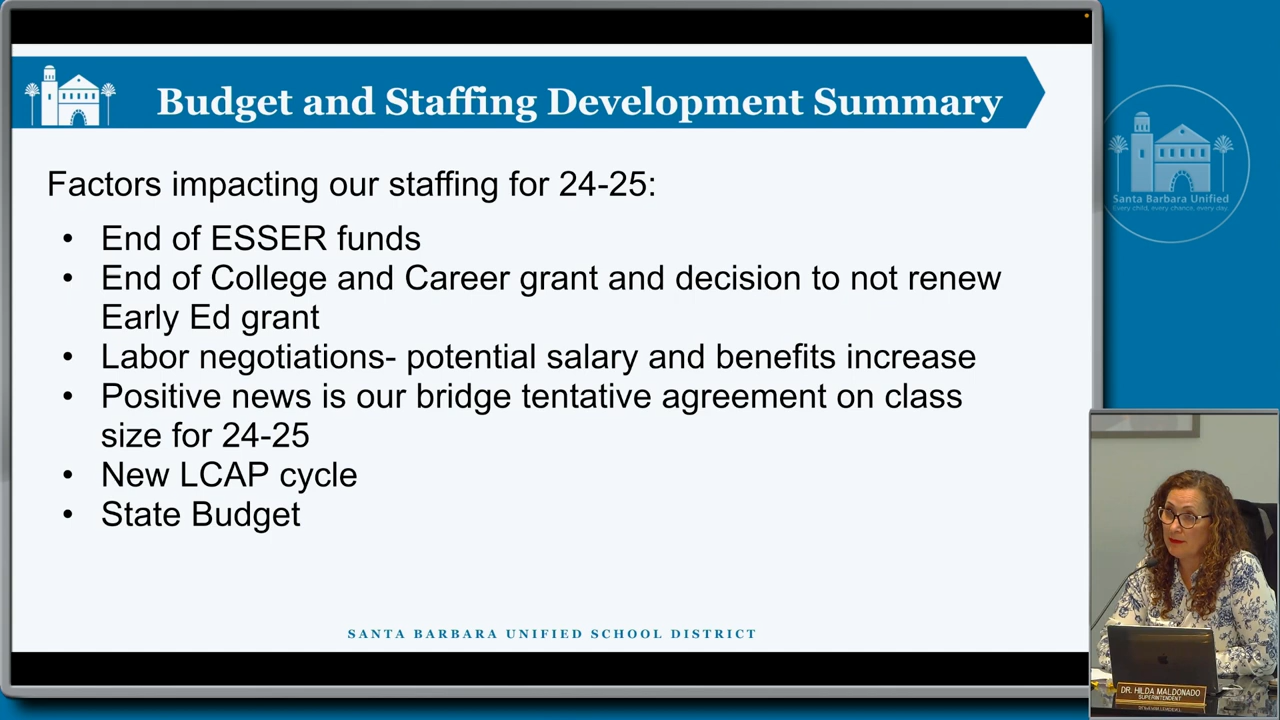 Budget and Staffing Development Summary
Factors impacting our staffing for 24-25:
• End of ESSER funds
• End of College and Career grant and decision to not renew
Early Ed grant
• Labor negotiations- potential salary and benefits increase
• Positive news is our bridge tentative agreement on class
size for 24-25
• New LCAP cycle
• State Budget
SANTA BARBARA UNIFIED SCHOOL DISTRICT
Santa Barbara Unified
Every child, every chance, every day.
DR. HILDA MALDONADO
SUPERINTENDENT